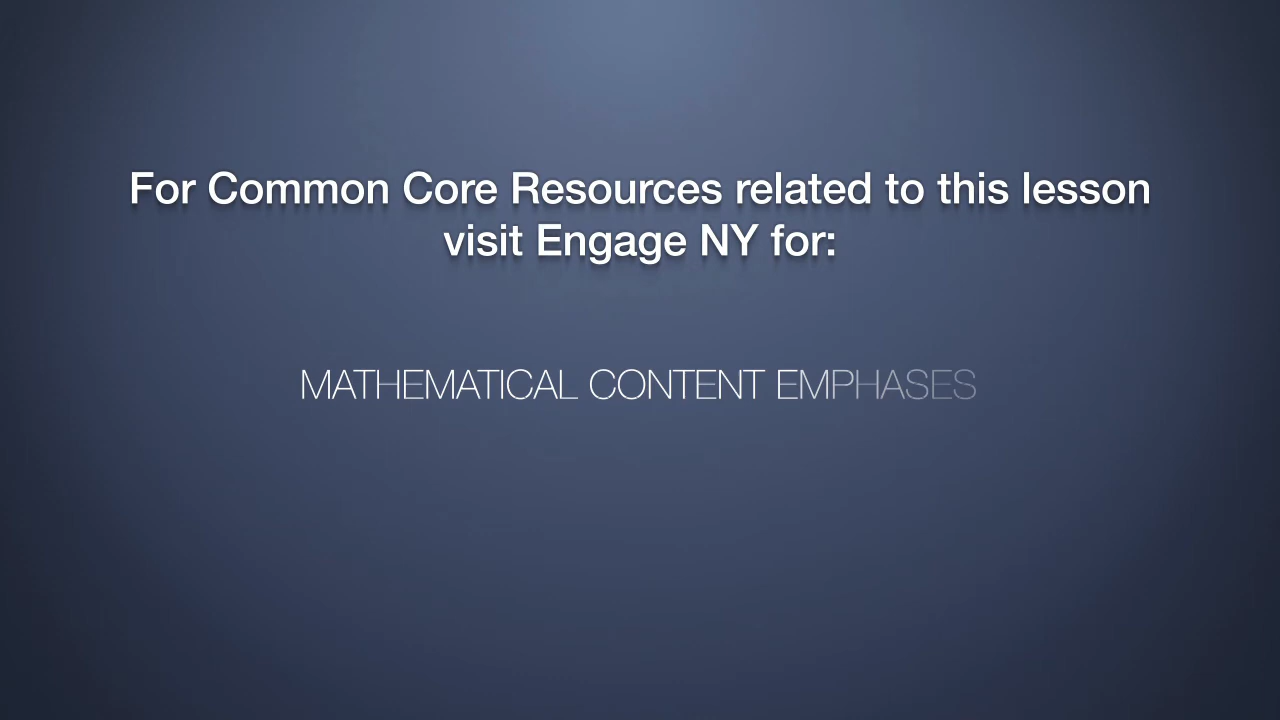 For Common Core Resources related to this lesson
visit Engage NY for:
MATHEMATICAL CONTENT EMPHASES